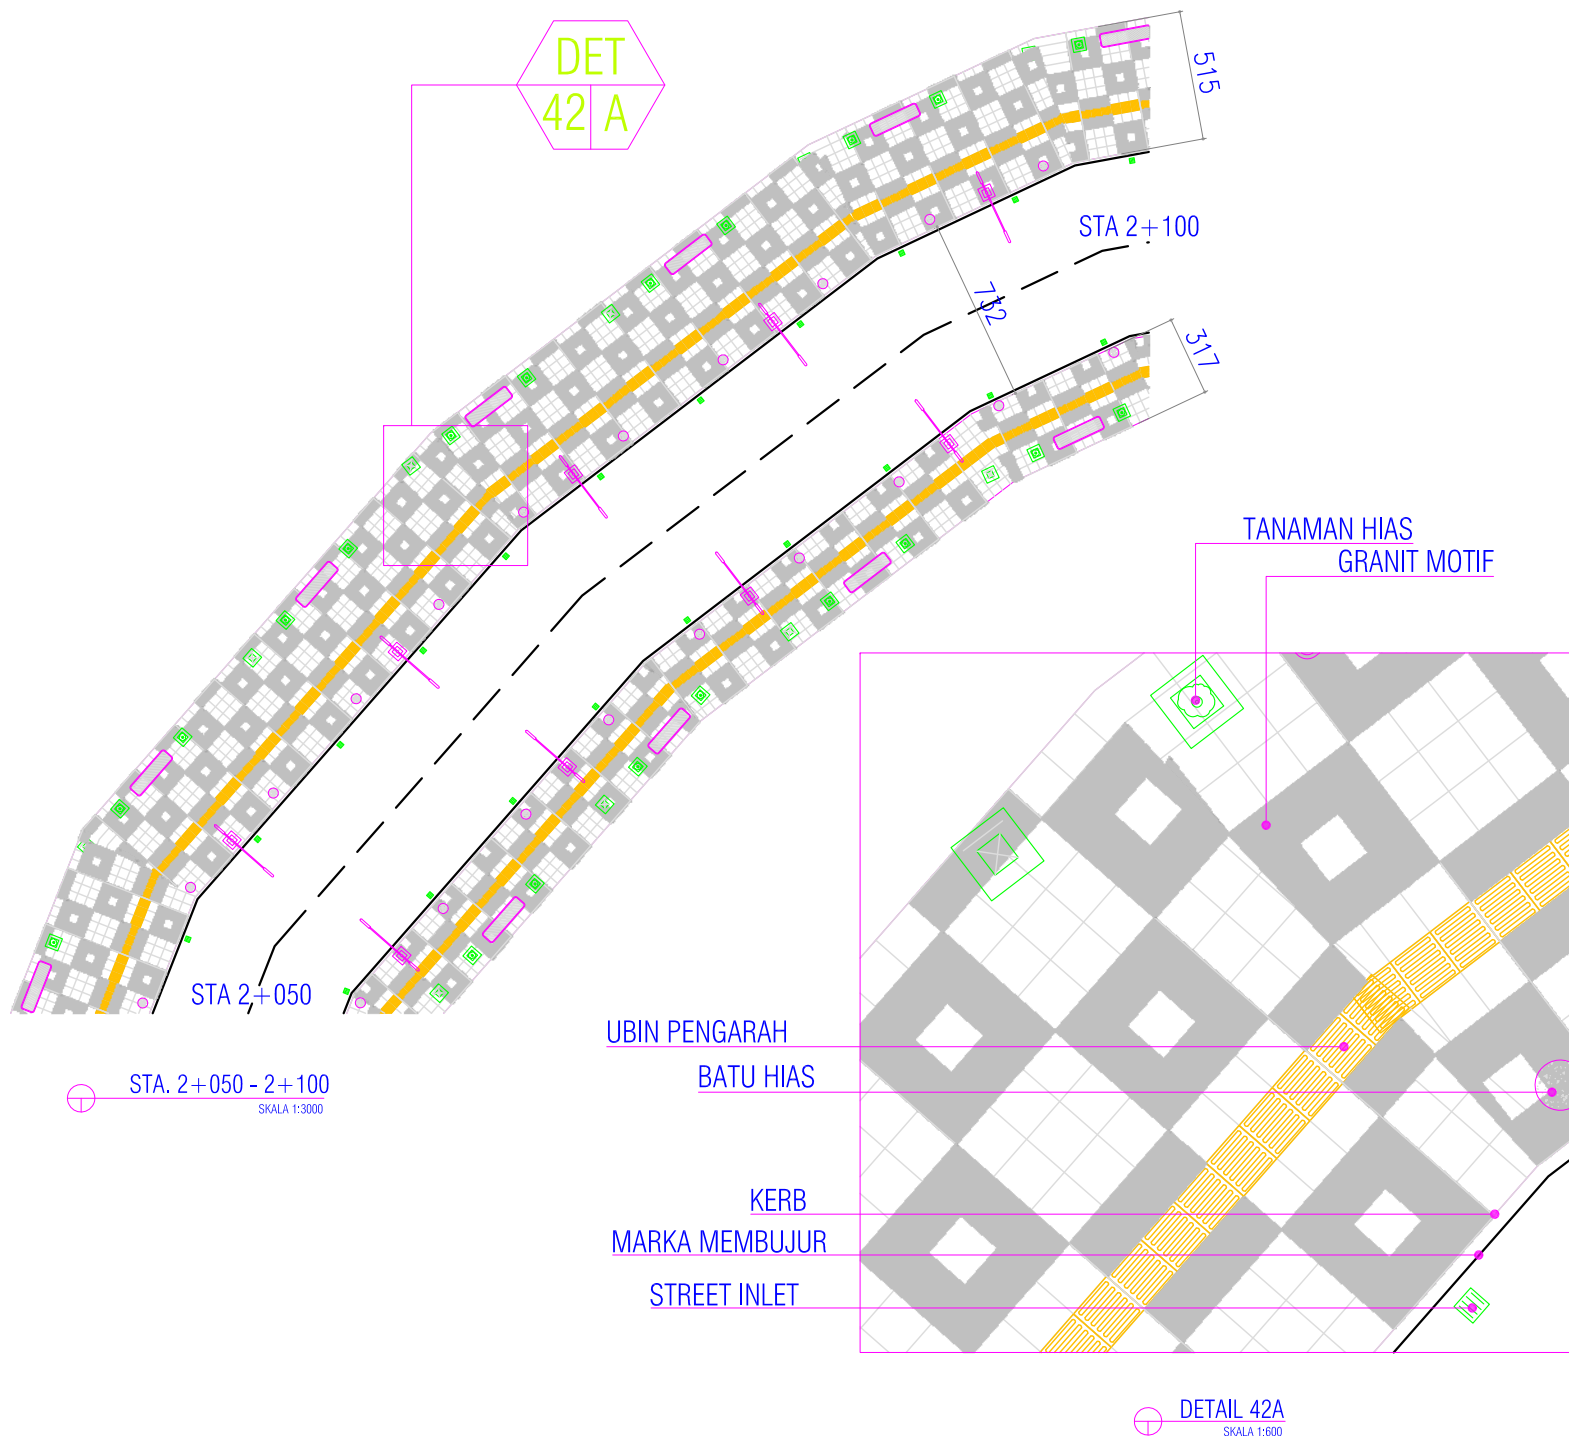 DET
42 A
515
STA 2+100
732
317
TANAMAN HIAS
GRANIT MOTIF
STA 2+050
UBIN PENGARAH
BATU HIAS
STA. 2+050 - 2+100
SKALA 1:3000
KERB
MARKA MEMBUJUR
STREET INLET
DETAIL 42A
SKALA 1:600